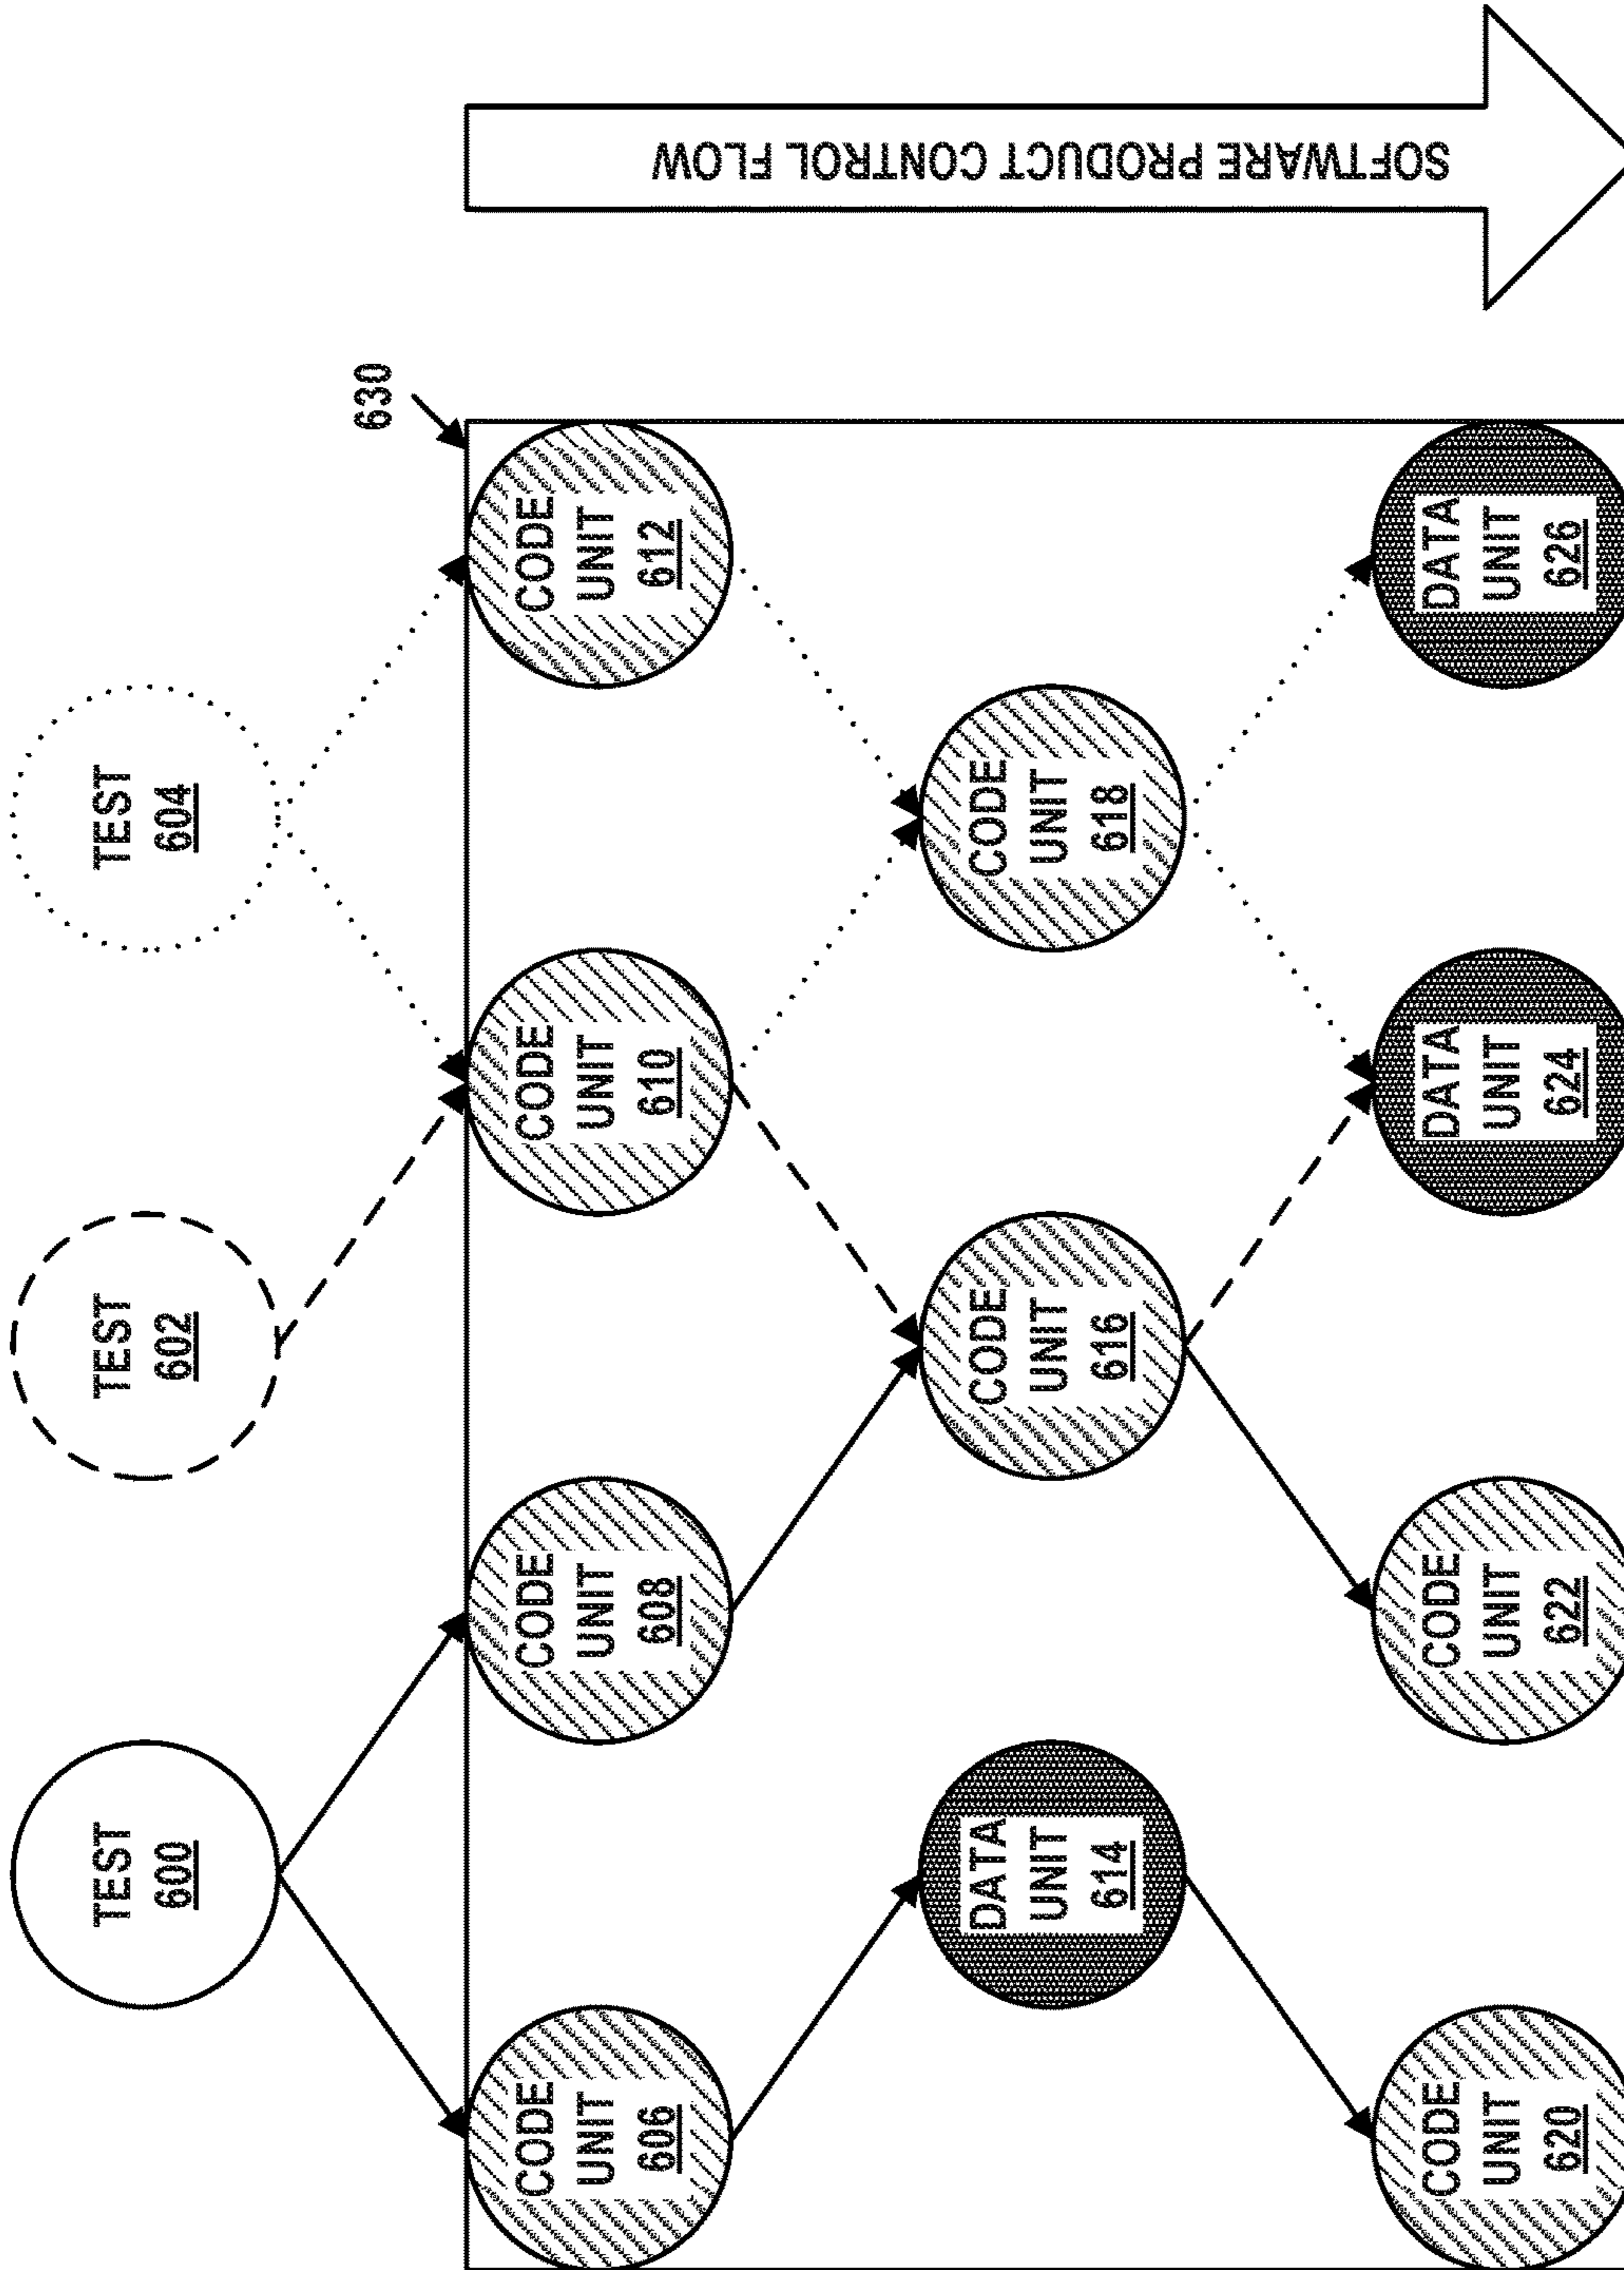 TEST
600
TEST
602
TEST
604
630
CODE
UNIT
606
CODE
UNIT
608
CODE
UNIT
610
CODE
UNIT
612
DATA
UNIT
614
CODE
UNIT
616
CODE
UNIT
618
CODE
UNIT
620
CODE
UNIT
622
DATA
UNIT
624
DATA
UNIT
626
SOFTWARE PRODUCT CONTROL FLOW